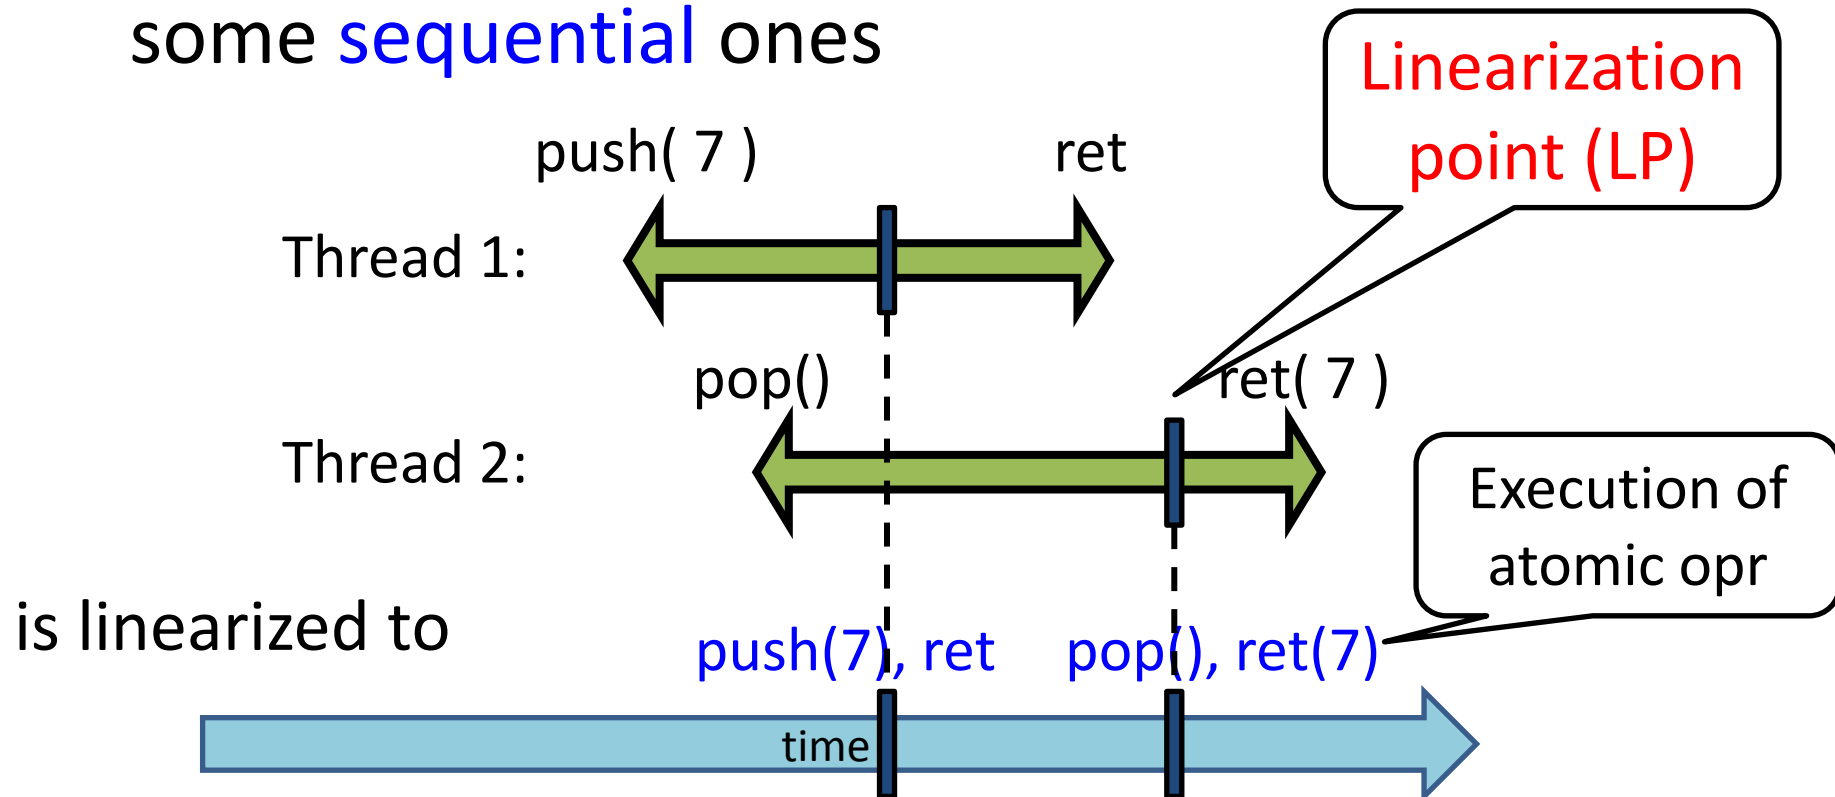 some sequential ones
Linearization
point (LP)
push( 7 )
ret
Thread 1:
pop()
ret( 7 )
Thread 2:
Execution of
atomic opr
is linearized to
push(7), ret
pop(), ret(7)
time